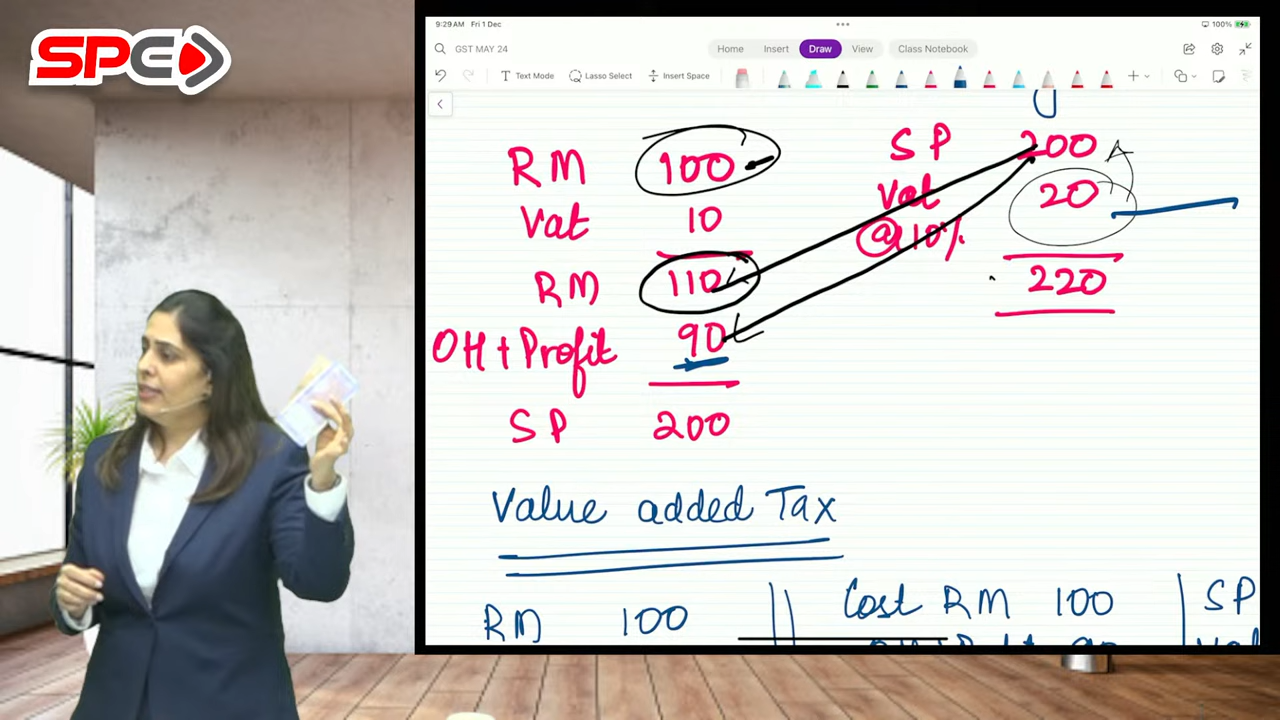 SPE
9:29 AM Fri 1 Dec
100%
GST MAY 24
Home Insert Draw View Class Notebook
Text Mode Lasso Select Insert Space
RM 100
Vat 10
RM 110
OH + Profit 90
SP 200
SP 200
Vat 20
@ 10%
220
Value added Tax
RM 100
Cost RM 100
SP